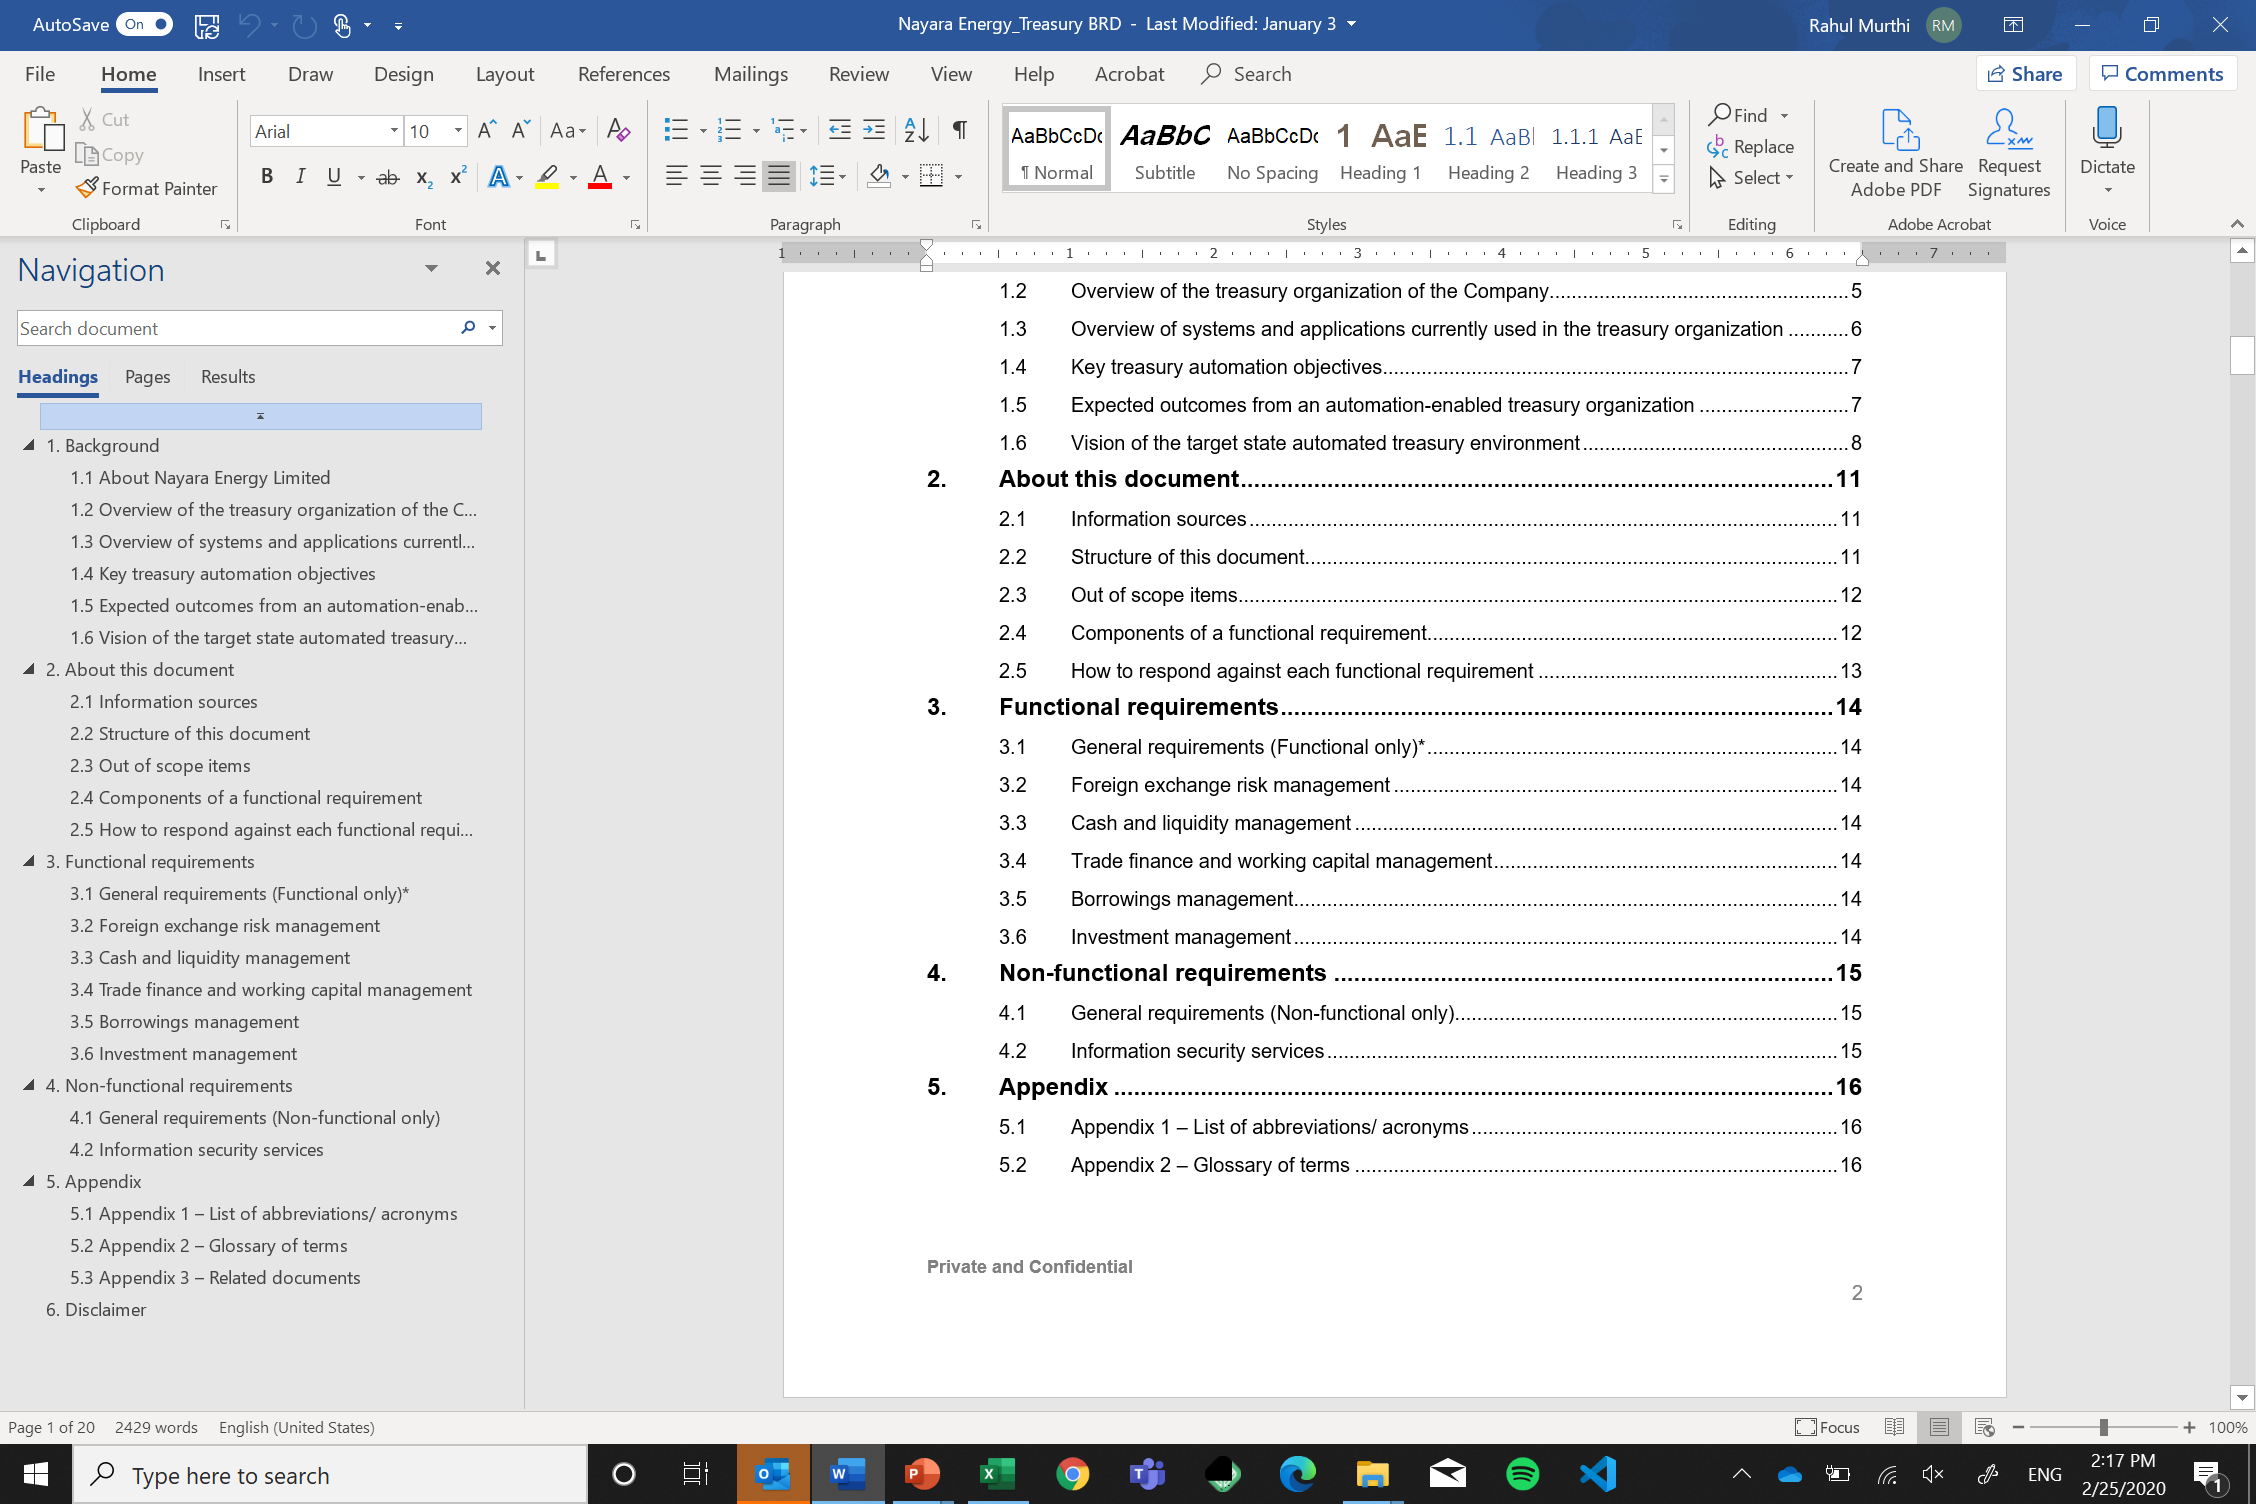 AutoSave On Nayara Energy_Treasury BRD - Last Modified: January 3 Rahul Murthi RM
File Home Insert Draw Design Layout References Mailings Review View Help Acrobat Search Share Comments
Paste
Cut
Copy
Format Painter
Clipboard
Arial 10
Font
Paragraph
AaBbCcDc AaBbC AaBbCcDc 1 AaE 1.1 AaBl 1.1.1 AaE
¶ Normal Subtitle No Spacing Heading 1 Heading 2 Heading 3
Styles
Find
Replace
Select
Editing
Create and Share
Adobe PDF
Request
Signatures
Adobe Acrobat
Dictate
Voice
Navigation
Search document
Headings Pages Results
1. Background
1.1 About Nayara Energy Limited
1.2 Overview of the treasury organization of the C...
1.3 Overview of systems and applications currentl...
1.4 Key treasury automation objectives
1.5 Expected outcomes from an automation-enab...
1.6 Vision of the target state automated treasury...
2. About this document
2.1 Information sources
2.2 Structure of this document
2.3 Out of scope items
2.4 Components of a functional requirement
2.5 How to respond against each functional requi...
3. Functional requirements
3.1 General requirements (Functional only)*
3.2 Foreign exchange risk management
3.3 Cash and liquidity management
3.4 Trade finance and working capital management
3.5 Borrowings management
3.6 Investment management
4. Non-functional requirements
4.1 General requirements (Non-functional only)
4.2 Information security services
5. Appendix
5.1 Appendix 1 – List of abbreviations/ acronyms
5.2 Appendix 2 – Glossary of terms
5.3 Appendix 3 – Related documents
6. Disclaimer
1 1 2 3 4 5 6 7
1.2 Overview of the treasury organization of the Company 5
1.3 Overview of systems and applications currently used in the treasury organization 6
1.4 Key treasury automation objectives 7
1.5 Expected outcomes from an automation-enabled treasury organization 7
1.6 Vision of the target state automated treasury environment 8
2. About this document 11
2.1 Information sources 11
2.2 Structure of this document 11
2.3 Out of scope items 12
2.4 Components of a functional requirement 12
2.5 How to respond against each functional requirement 13
3. Functional requirements 14
3.1 General requirements (Functional only)* 14
3.2 Foreign exchange risk management 14
3.3 Cash and liquidity management 14
3.4 Trade finance and working capital management 14
3.5 Borrowings management 14
3.6 Investment management 14
4. Non-functional requirements 15
4.1 General requirements (Non-functional only) 15
4.2 Information security services 15
5. Appendix 16
5.1 Appendix 1 – List of abbreviations/ acronyms 16
5.2 Appendix 2 – Glossary of terms 16
Private and Confidential
2
Page 1 of 20 2429 words English (United States) Focus 100%
Type here to search
ENG
2:17 PM
2/25/2020
1